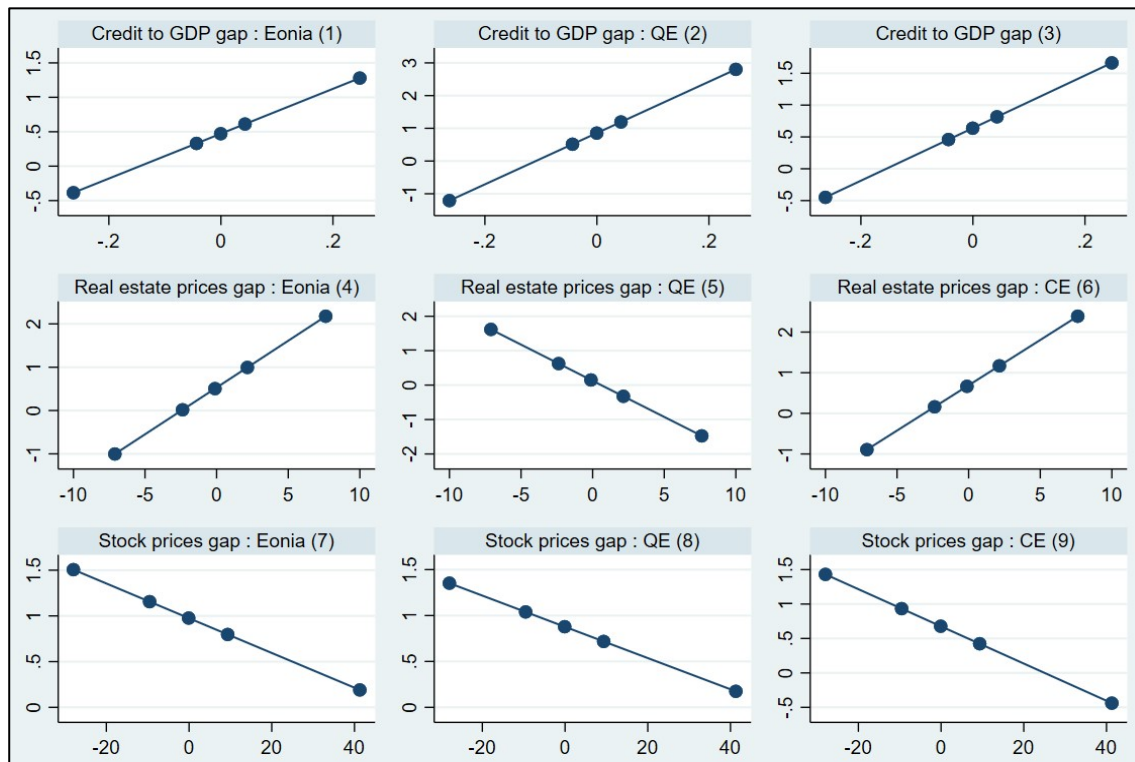 Credit to GDP gap : Eonia (1)
1.5
1
.5
0
-.5
-.2 0 .2
Credit to GDP gap : QE (2)
3
2
1
0
-1
-.2 0 .2
Credit to GDP gap (3)
1.5
1
.5
0
-.5
-.2 0 .2
Real estate prices gap : Eonia (4)
2
1
0
-1
-10 -5 0 5 10
Real estate prices gap : QE (5)
2
1
0
-1
-2
-10 -5 0 5 10
Real estate prices gap : CE (6)
2
1
0
-1
-10 -5 0 5 10
Stock prices gap : Eonia (7)
1.5
1
.5
0
-20 0 20 40
Stock prices gap : QE (8)
1.5
1
.5
0
-20 0 20 40
Stock prices gap : CE (9)
1.5
1
.5
0
-.5
-20 0 20 40